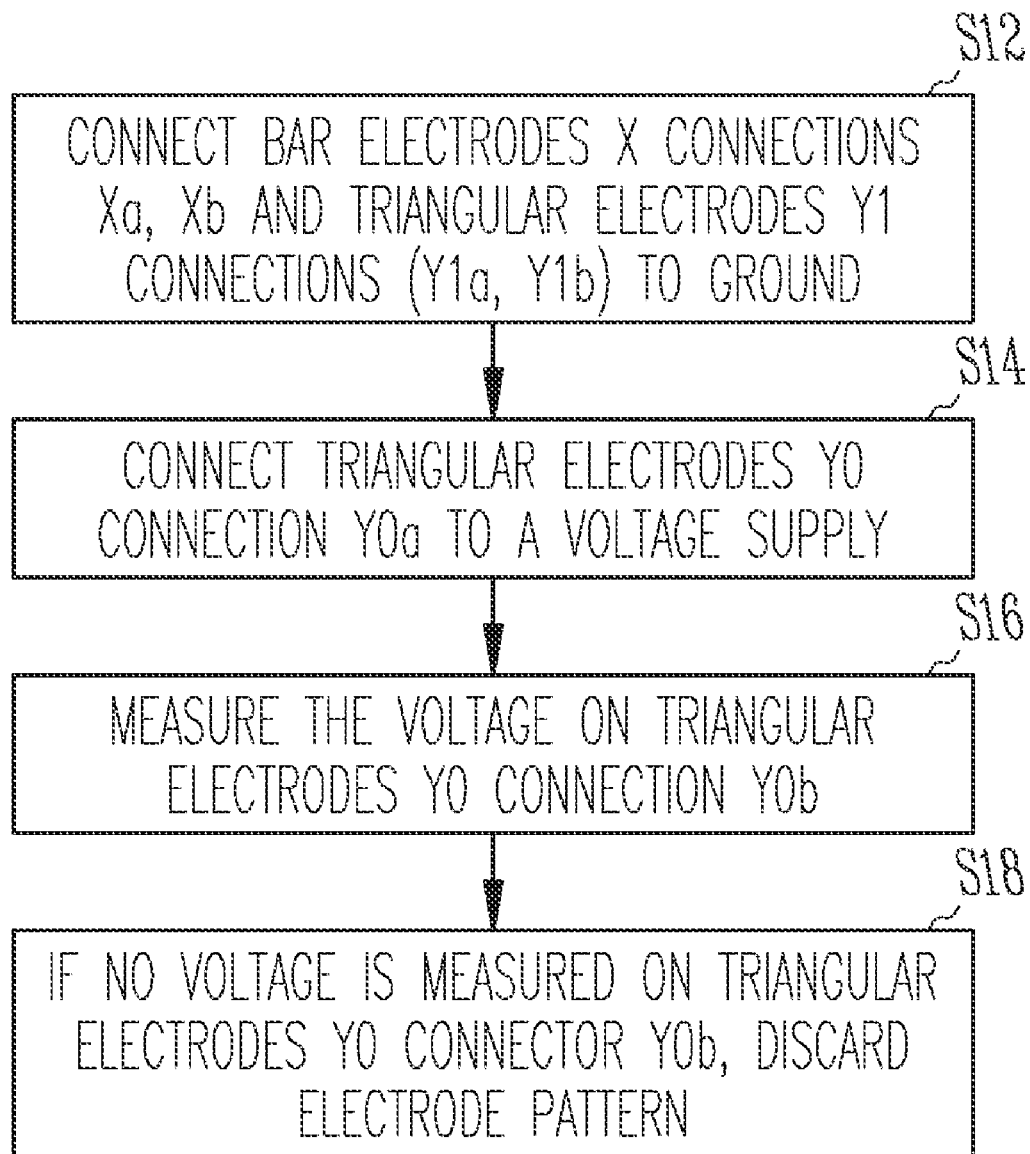 S12
CONNECT BAR ELECTRODES X CONNECTIONS
Xa, Xb AND TRIANGULAR ELECTRODES Y1
CONNECTIONS (Y1a, Y1b) TO GROUND
S14
CONNECT TRIANGULAR ELECTRODES Y0
CONNECTION Y0a TO A VOLTAGE SUPPLY
S16
MEASURE THE VOLTAGE ON TRIANGULAR
ELECTRODES Y0 CONNECTION Y0b
S18
IF NO VOLTAGE IS MEASURED ON TRIANGULAR
ELECTRODES Y0 CONNECTOR Y0b, DISCARD
ELECTRODE PATTERN